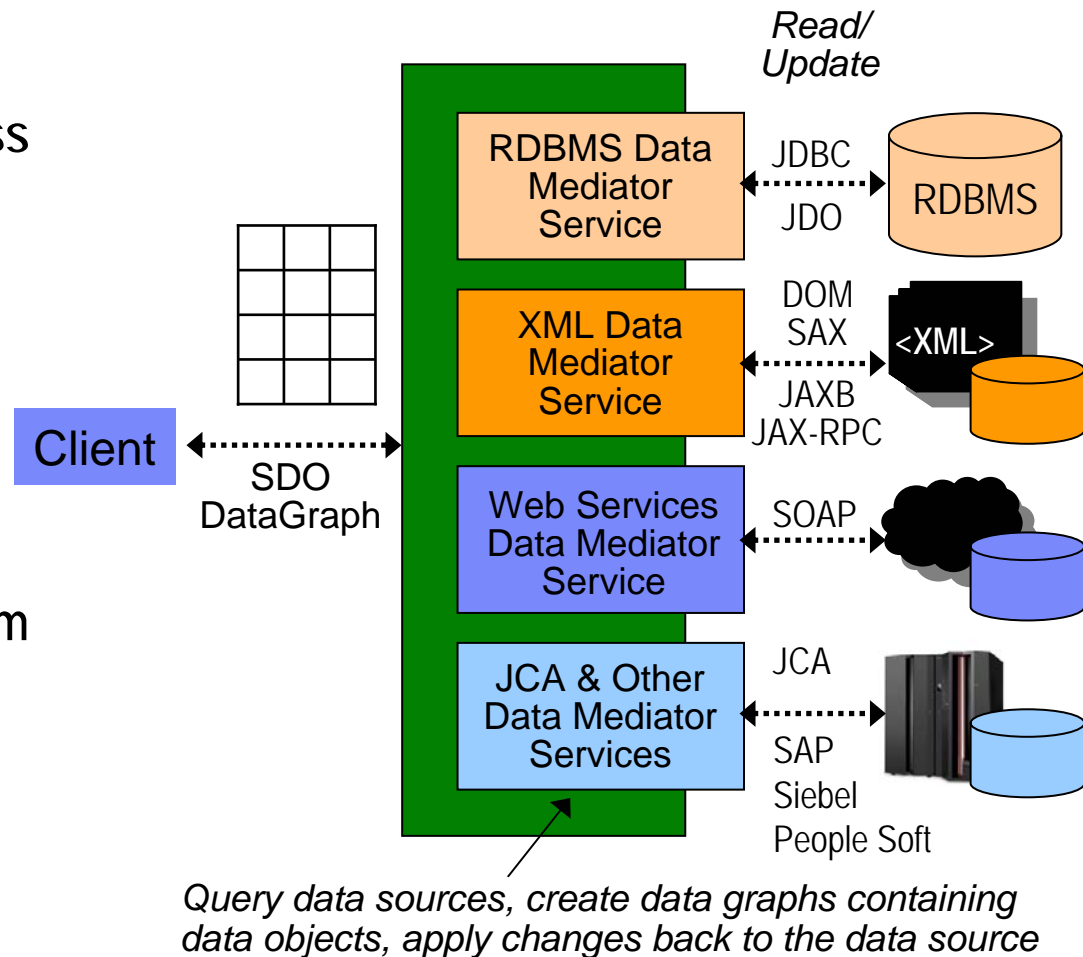 Read/
Update
ss
RDBMS Data
Mediator
Service
JDBC
JDO
RDBMS
XML Data
Mediator
Service
DOM
SAX
JAXB
JAX-RPC
<XML>
Client
SDO
DataGraph
Web Services
Data Mediator
Service
SOAP
m
JCA & Other
Data Mediator
Services
JCA
SAP
Siebel
People Soft
Query data sources, create data graphs containing
data objects, apply changes back to the data source